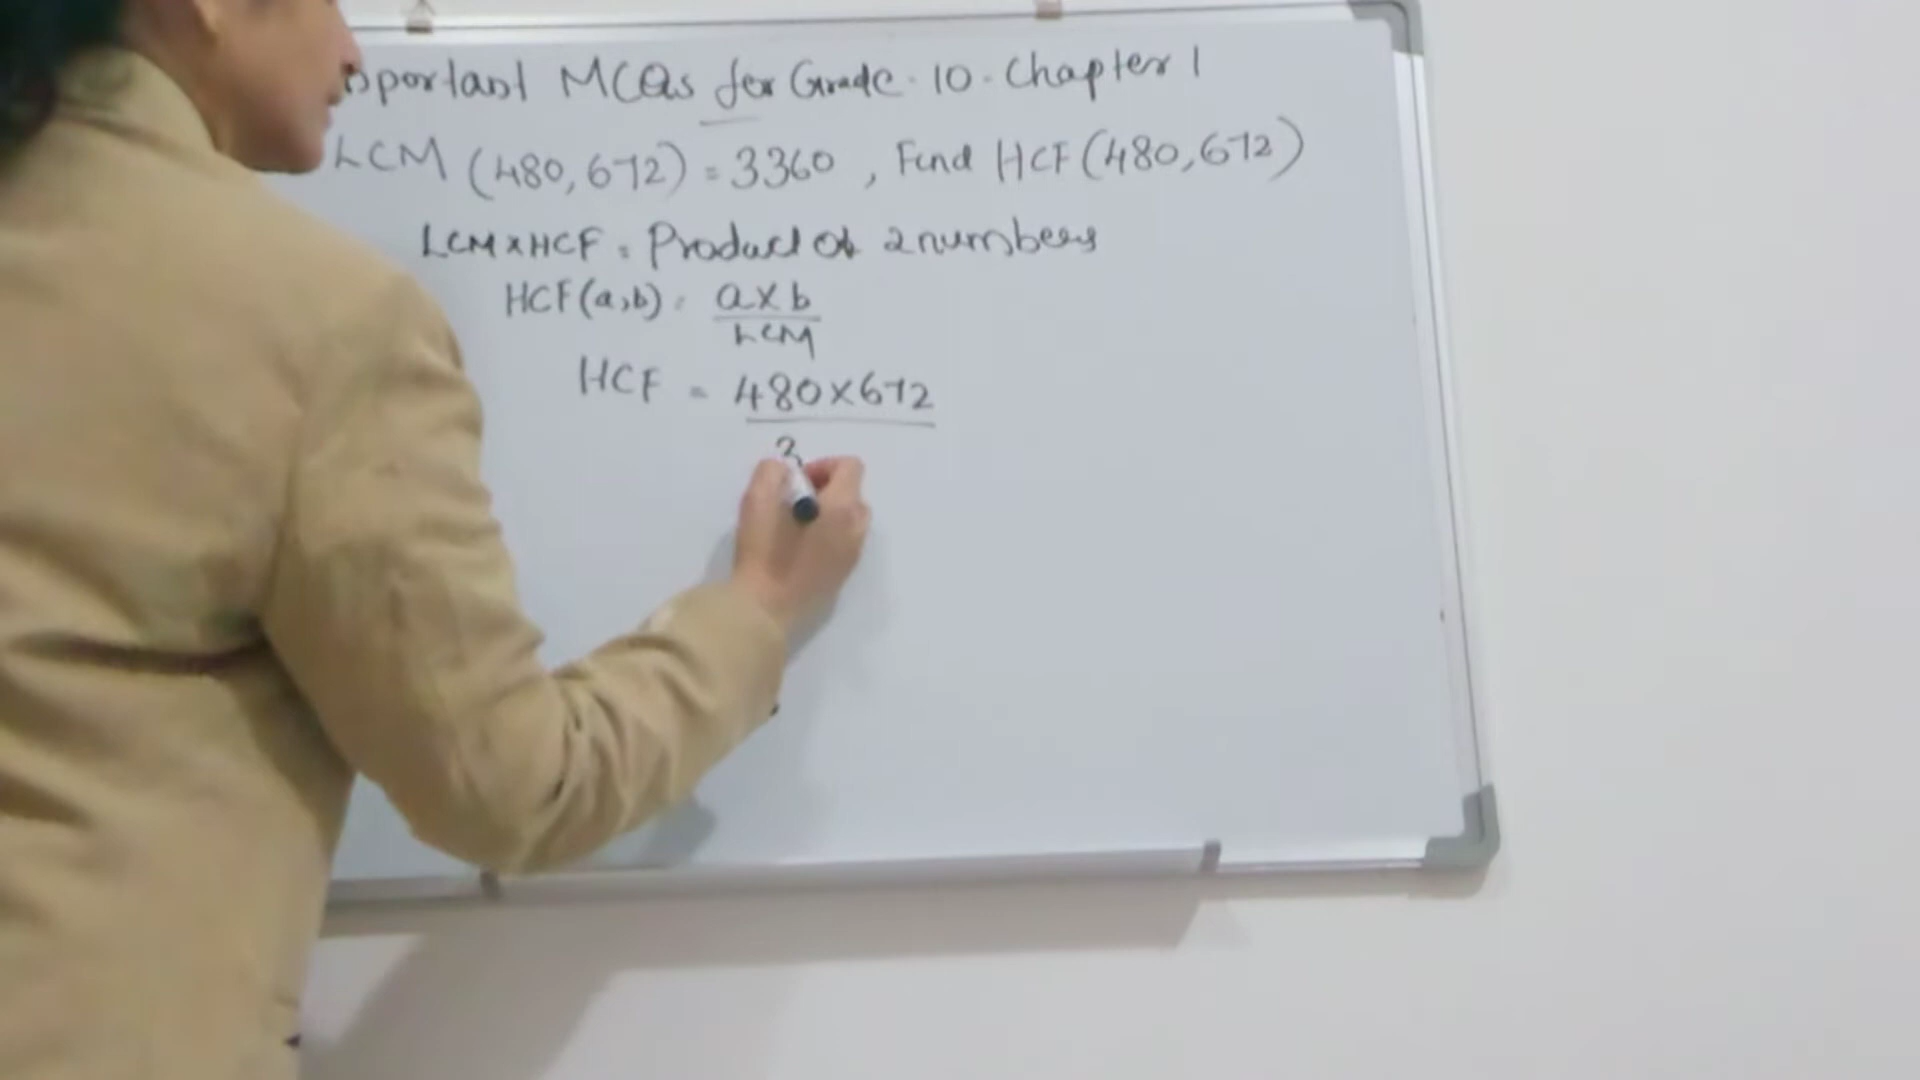 MCQs for Grade. 10. Chapter 1
LCM (480,672) = 3360 , Find HCF (480,672)
LCM x HCF = Product of 2 numbers
HCF(a,b) = a x b
LCM
HCF = 480 x 672
3